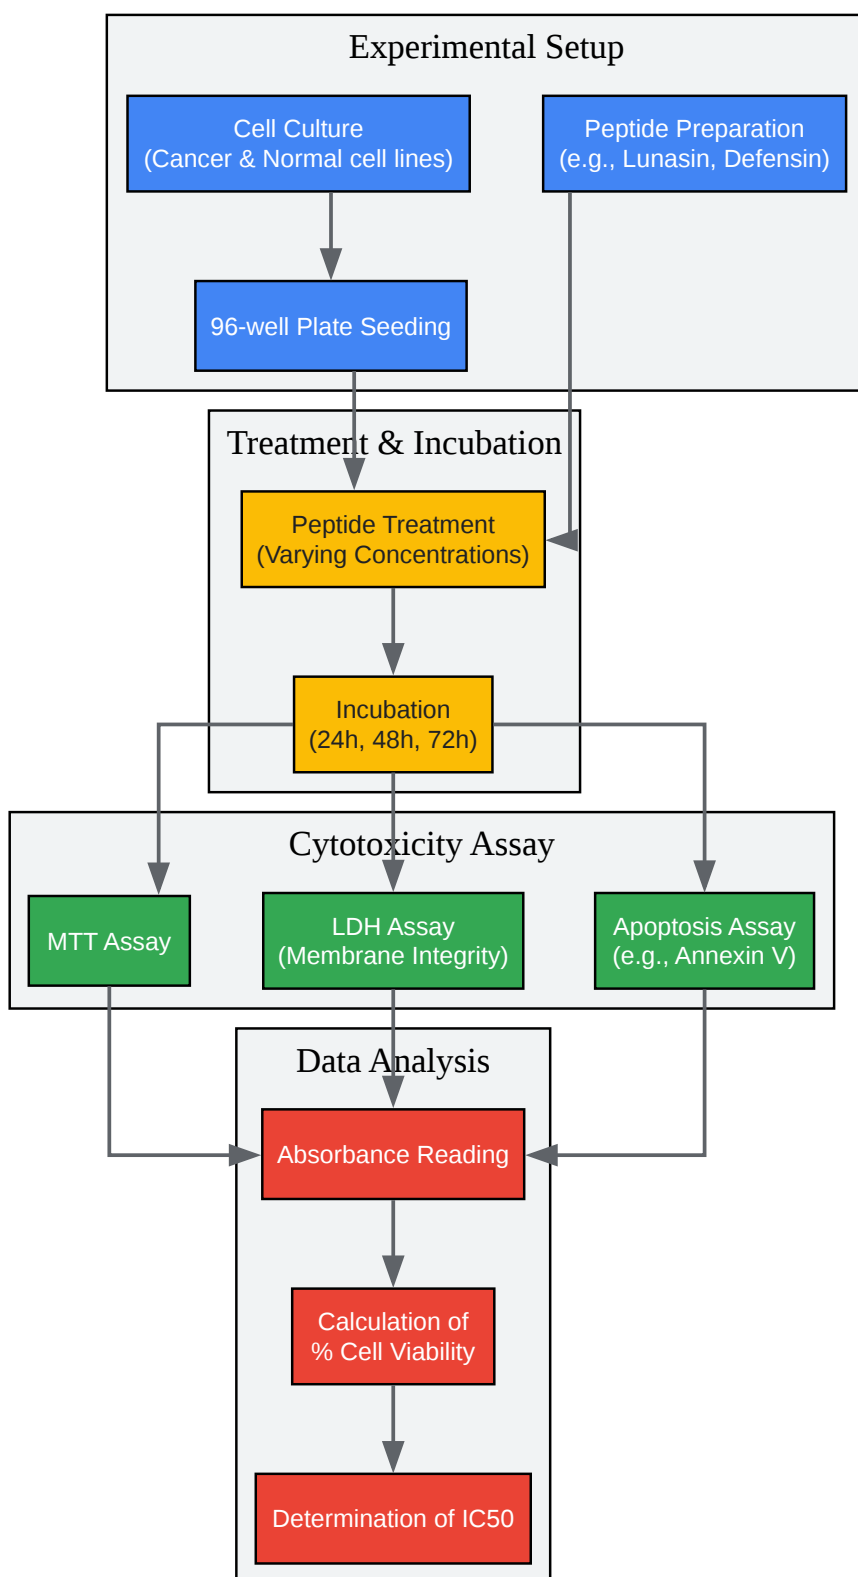 Experimental Setup
Cell Culture
(Cancer & Normal cell lines)
Peptide Preparation
(e.g., Lunasin, Defensin)
96-well Plate Seeding
Treatment & Incubation
Peptide Treatment
(Varying Concentrations)
Incubation
(24h, 48h, 72h)
Cytotoxicity Assay
MTT Assay
LDH Assay
(Membrane Integrity)
Apoptosis Assay
(e.g., Annexin V)
Data Analysis
Absorbance Reading
Calculation of
% Cell Viability
Determination of IC50